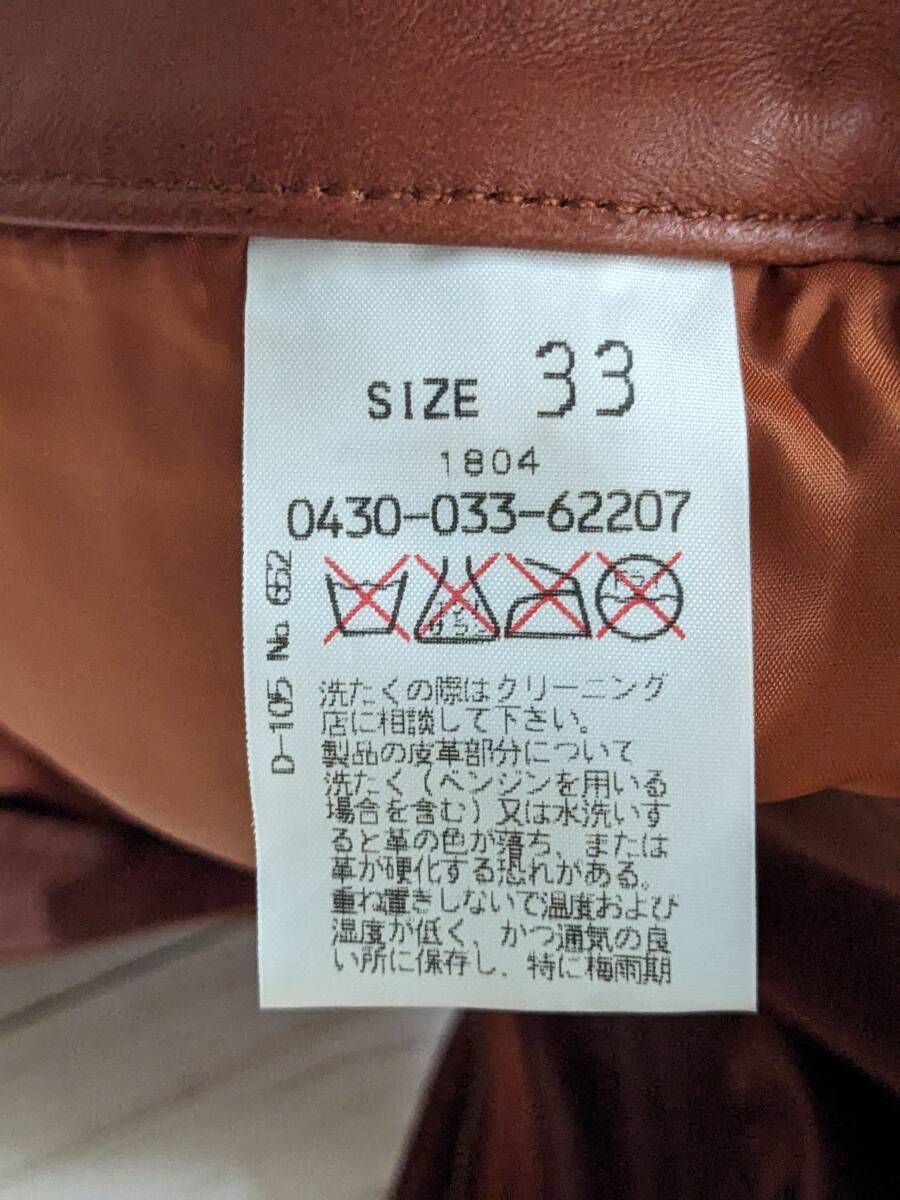 SIZE 33
1804
0430-033-62207
D-105 No. 652
洗たくの際はクリーニング
店に相談して下さい。
製品の皮革部分について
洗たく(ベンジンを用いる
場合を含む)又は水洗いす
ると革の色が落ち、または
革が硬化する恐れがある。
重ね置きしないで温度および
湿度が低く、かつ通気の良
い所に保存し、特に梅雨期